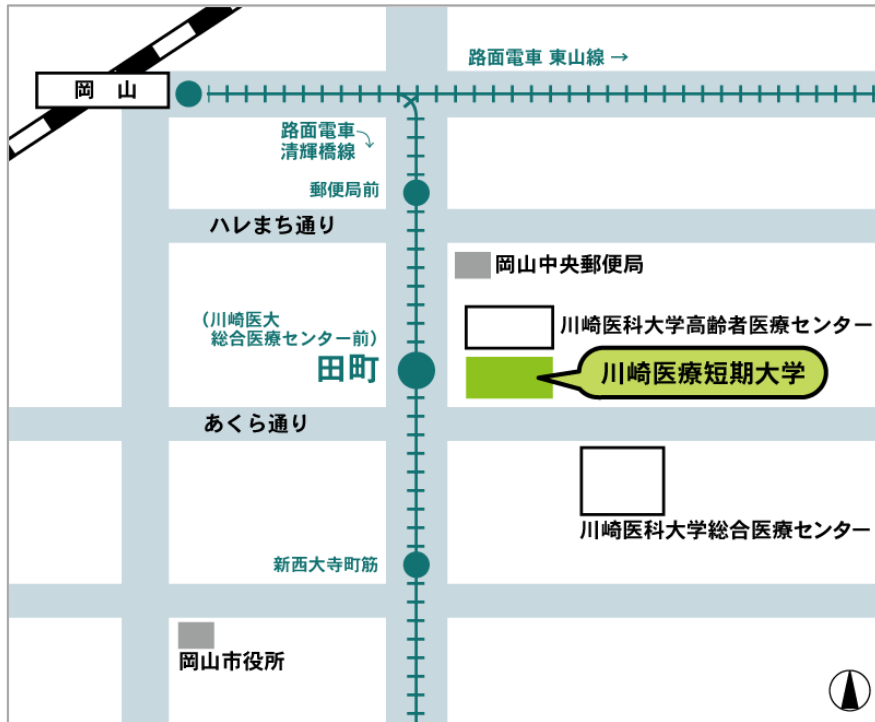 路面電車 東山線 →
岡 山
路面電車
清輝橋線
郵便局前
ハレまち通り
岡山中央郵便局
(川崎医大
総合医療センター前)
田町
川崎医科大学高齢者医療センター
川崎医療短期大学
あくら通り
川崎医科大学総合医療センター
新西大寺町筋
岡山市役所